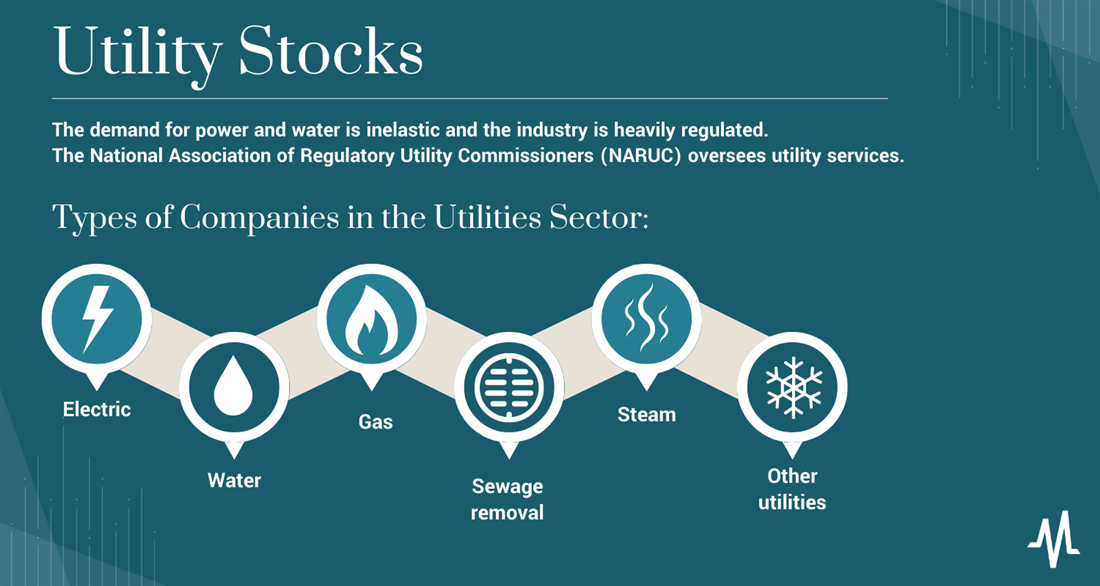 Utility Stocks
The demand for power and water is inelastic and the industry is heavily regulated.
The National Association of Regulatory Utility Commissioners (NARUC) oversees utility services.
Types of Companies in the Utilities Sector:
Electric
Water
Gas
Sewage
removal
Steam
Other
utilities